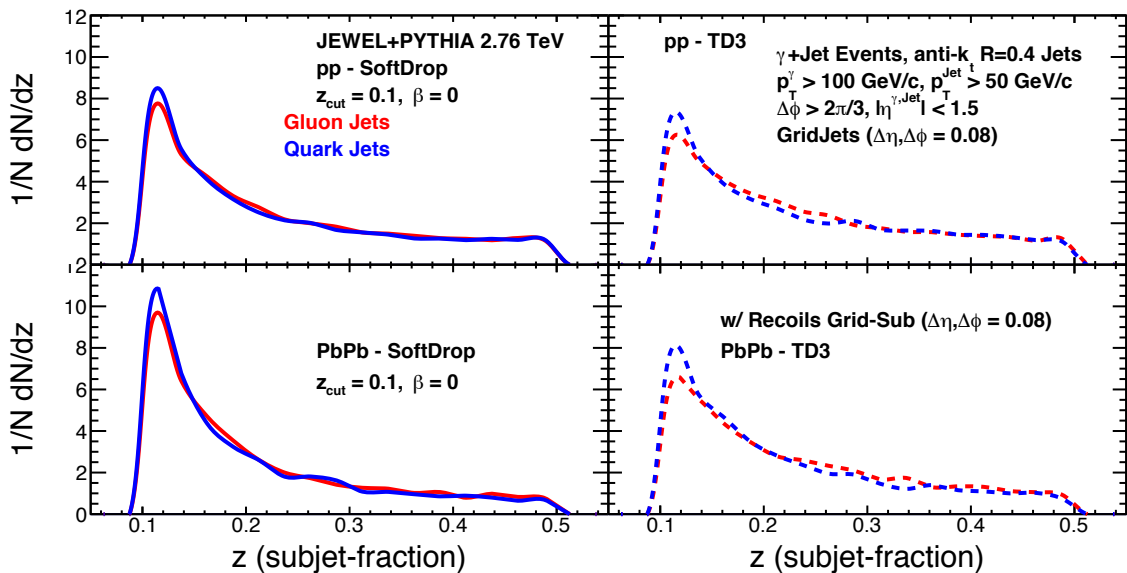 1/N dN/dz
12
10
8
6
4
2
JEWEL+PYTHIA 2.76 TeV
pp - SoftDrop
z_cut = 0.1, β = 0
Gluon Jets
Quark Jets
pp - TD3
γ+Jet Events, anti-k_t R=0.4 Jets
p_T^γ > 100 GeV/c, p_T^Jet > 50 GeV/c
Δϕ > 2π/3, |η^γ,Jet| < 1.5
GridJets (Δη,Δϕ = 0.08)
1/N dN/dz
12
10
8
6
4
2
0
PbPb - SoftDrop
z_cut = 0.1, β = 0
w/ Recoils Grid-Sub (Δη,Δϕ = 0.08)
PbPb - TD3
0.1 0.2 0.3 0.4 0.5
0.1 0.2 0.3 0.4 0.5
z (subjet-fraction)
z (subjet-fraction)